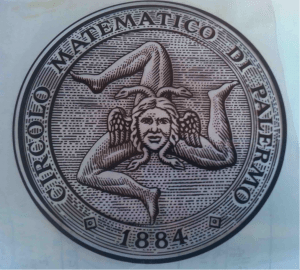 CIRCOLO MATEMATICO DI PALERMO
1884